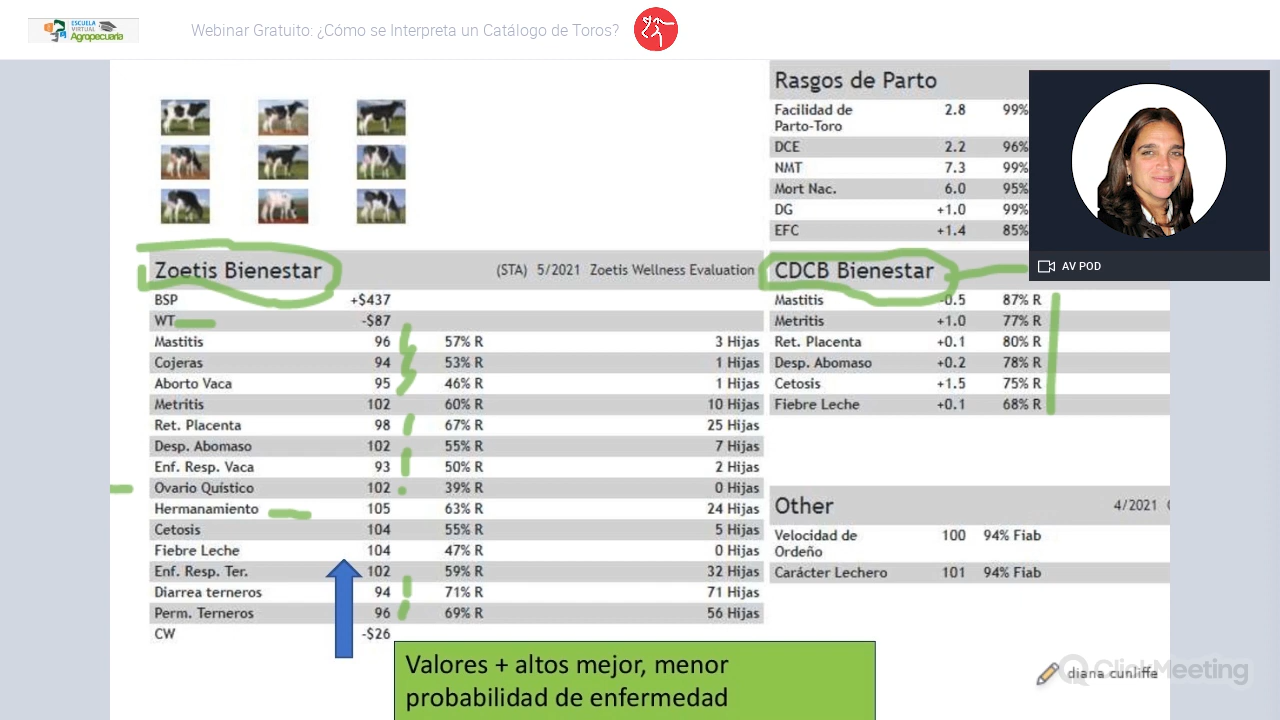 ESCUELA
VIRTUAL
Agropecuaria
Webinar Gratuito: ¿Cómo se Interpreta un Catálogo de Toros?
Rasgos de Parto
Facilidad de Parto-Toro 2.8 99%
DCE 2.2 96%
NMT 7.3 99%
Mort Nac. 6.0 95%
DG +1.0 99%
EFC +1.4 85%
AV POD
Zoetis Bienestar (STA) 5/2021 Zoetis Wellness Evaluation
BSP +$437
WT -$87
Mastitis 96 57% R 3 Hijas
Cojeras 94 53% R 1 Hijas
Aborto Vaca 95 46% R 1 Hijas
Metritis 102 60% R 10 Hijas
Ret. Placenta 98 67% R 25 Hijas
Desp. Abomaso 102 55% R 7 Hijas
Enf. Resp. Vaca 93 50% R 2 Hijas
Ovario Quístico 102 39% R 0 Hijas
Hermanamiento 105 63% R 24 Hijas
Cetosis 104 55% R 5 Hijas
Fiebre Leche 104 47% R 0 Hijas
Enf. Resp. Ter. 102 59% R 32 Hijas
Diarrea terneros 94 71% R 71 Hijas
Perm. Terneros 96 69% R 56 Hijas
CW -$26
CDCB Bienestar
Mastitis -0.5 87% R
Metritis +1.0 77% R
Ret. Placenta +0.1 80% R
Desp. Abomaso +0.2 78% R
Cetosis +1.5 75% R
Fiebre Leche +0.1 68% R
Other 4/2021
Velocidad de Ordeño 100 94% Fiab
Carácter Lechero 101 94% Fiab
Valores + altos mejor, menor
probabilidad de enfermedad
diana cunliffe
ClickMeeting